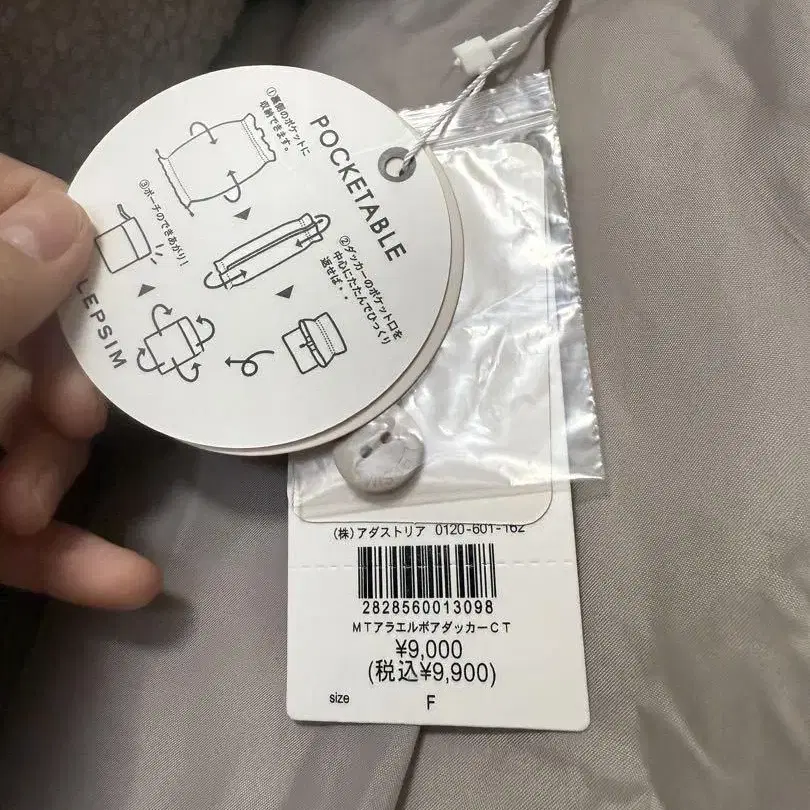 POCKETABLE
①裏側のポケットに
収納できます。
②ダッカーのポケット口を
中心にたたんでひっくり
返せば・・
③ポーチのできあがり!
LEPSIM
(株)アダストリア 0120-601-162
2828560013098
MTアラエルボアダッカーCT
¥9,000
(税込¥9,900)
size F